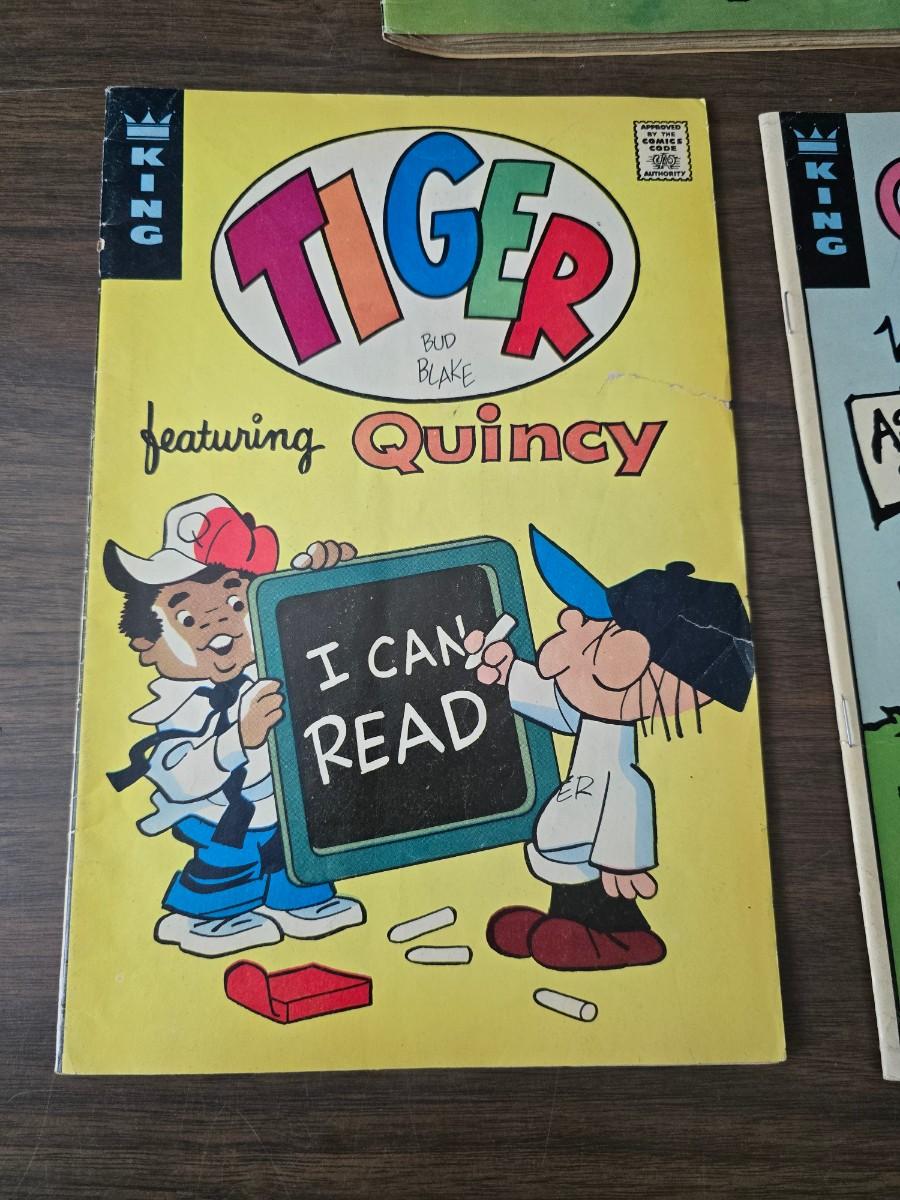 KING
APPROVED
BY THE
COMICS
CODE
AUTHORITY
TIGER
BUD
BLAKE
featuring Quincy
Q
I CAN
READ
ER
KING